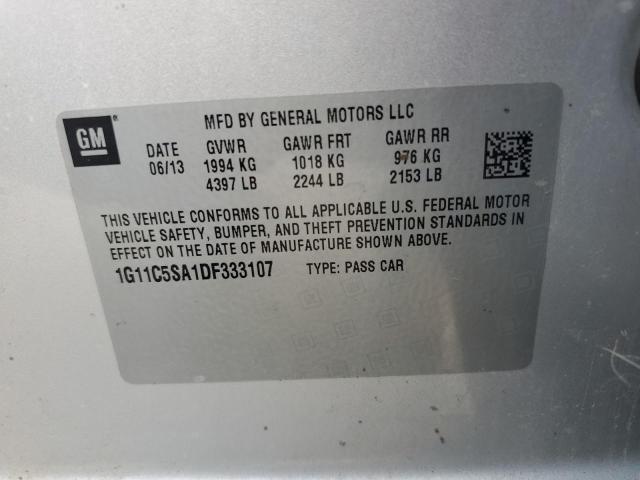 GM
MFD BY GENERAL MOTORS LLC
DATE GVWR GAWR FRT GAWR RR
06/13 1994 KG 1018 KG 976 KG
4397 LB 2244 LB 2153 LB
THIS VEHICLE CONFORMS TO ALL APPLICABLE U.S. FEDERAL MOTOR
VEHICLE SAFETY, BUMPER, AND THEFT PREVENTION STANDARDS IN
EFFECT ON THE DATE OF MANUFACTURE SHOWN ABOVE.
1G11C5SA1DF333107 TYPE: PASS CAR